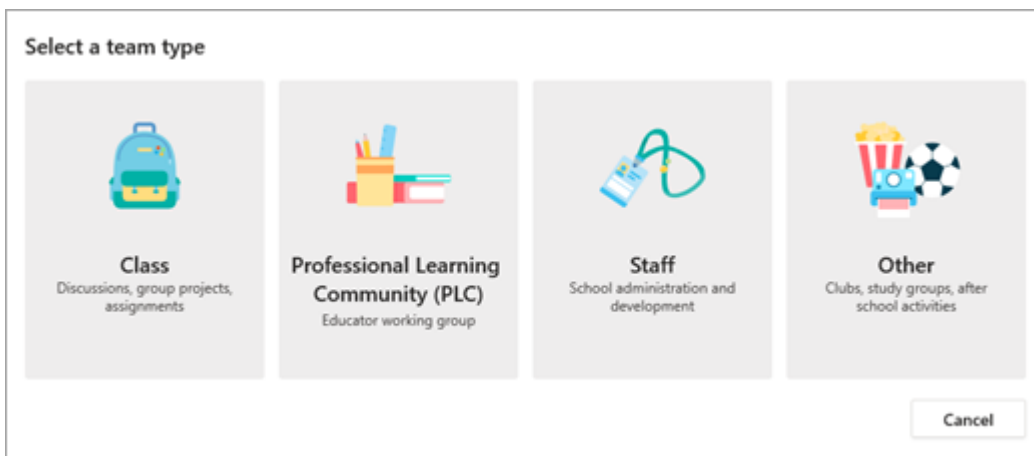 Select a team type
Class
Discussions, group projects,
assignments
Professional Learning
Community (PLC)
Educator working group
Staff
School administration and
development
Other
Clubs, study groups, after
school activities
Cancel